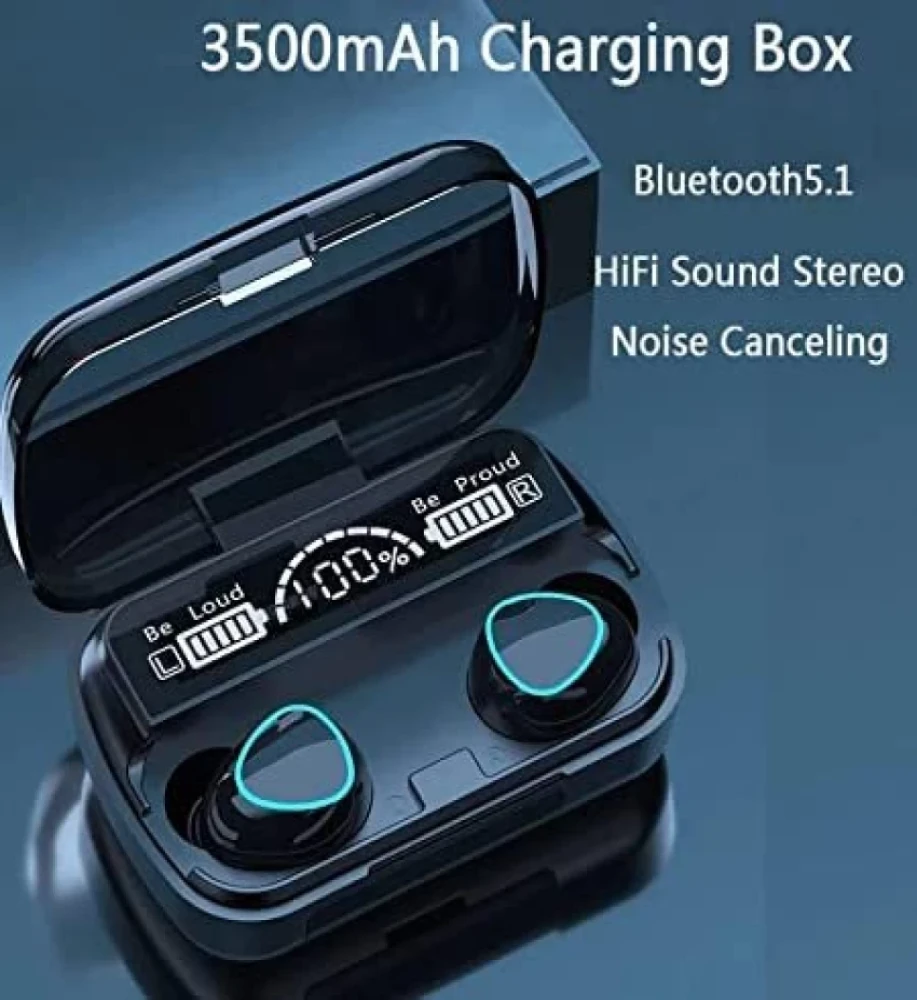 3500mAh Charging Box
Bluetooth5.1
HiFi Sound Stereo
Noise Canceling
Be Proud
R
100%
Be Loud
L